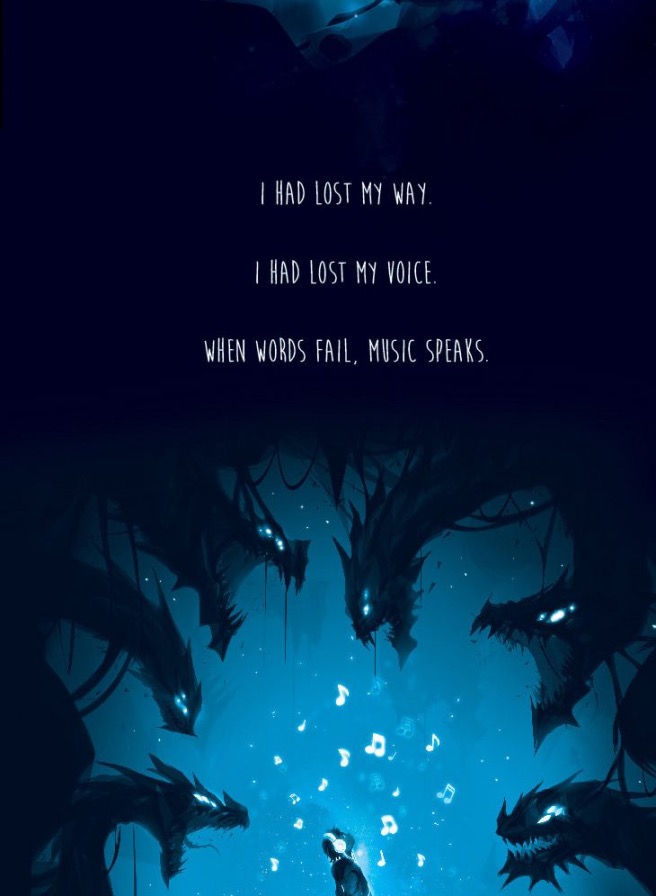 I HAD LOST MY WAY.
I HAD LOST MY VOICE.
WHEN WORDS FAIL, MUSIC SPEAKS.